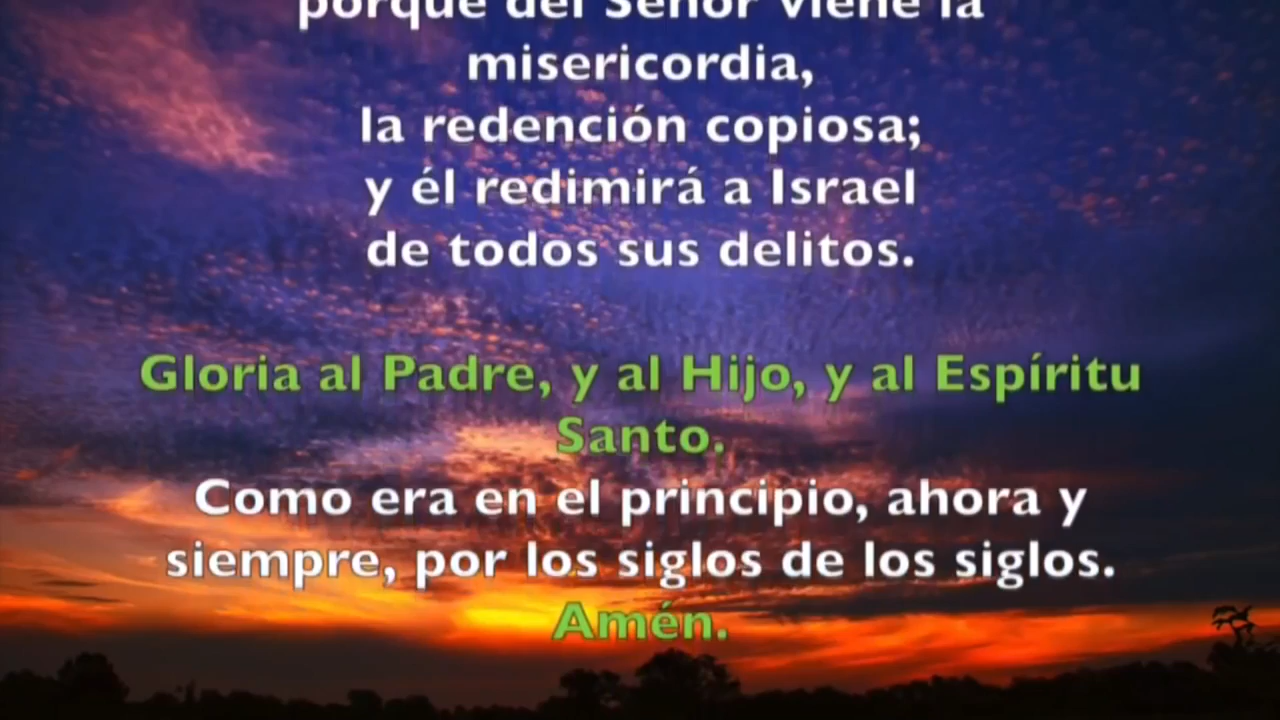 porque del Señor viene la
misericordia,
la redención copiosa;
y él redimirá a Israel
de todos sus delitos.
Gloria al Padre, y al Hijo, y al Espíritu
Santo.
Como era en el principio, ahora y
siempre, por los siglos de los siglos.
Amén.